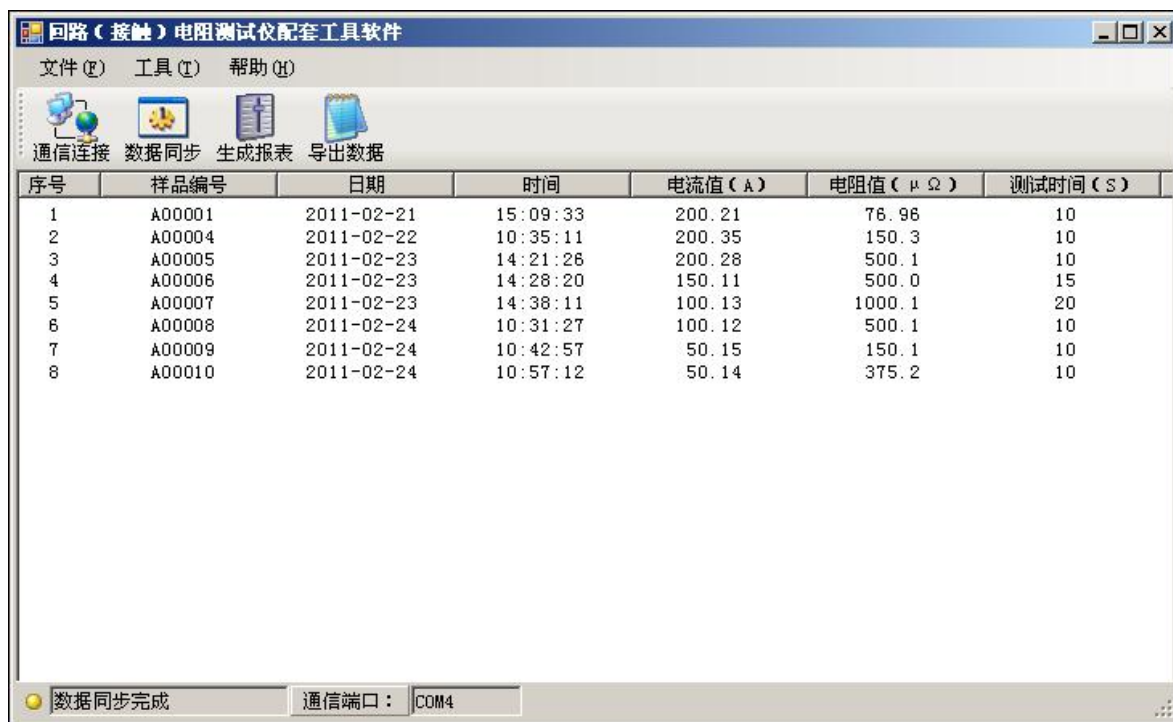 回路(接触)电阻测试仪配套工具软件
文件(F) 工具(T) 帮助(H)
通信连接 数据同步 生成报表 导出数据
序号 样品编号 日期 时间 电流值(A) 电阻值(μΩ) 测试时间(S)
1 A00001 2011-02-21 15:09:33 200.21 76.96 10
2 A00004 2011-02-22 10:35:11 200.35 150.3 10
3 A00005 2011-02-23 14:21:26 200.28 500.1 10
4 A00006 2011-02-23 14:28:20 150.11 500.0 15
5 A00007 2011-02-23 14:38:11 100.13 1000.1 20
6 A00008 2011-02-24 10:31:27 100.12 500.1 10
7 A00009 2011-02-24 10:42:57 50.15 150.1 10
8 A00010 2011-02-24 10:57:12 50.14 375.2 10
数据同步完成 通信端口: COM4